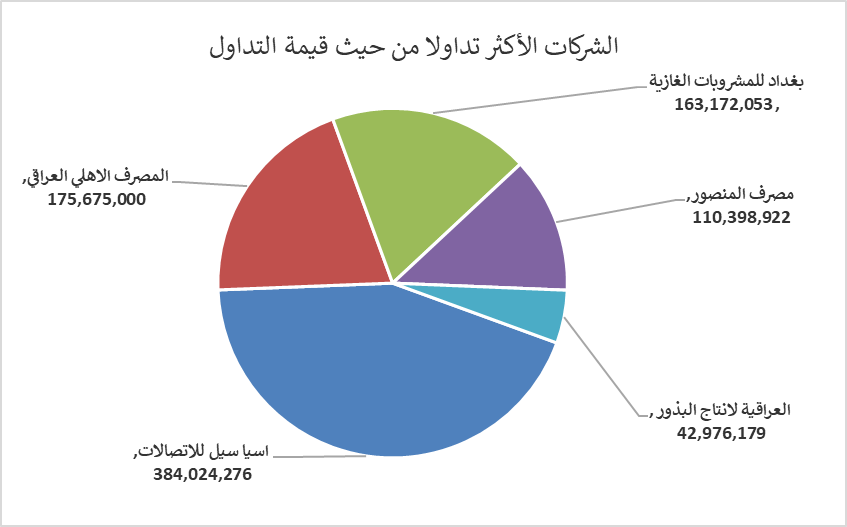 الشركات الأكثر تداولا من حيث قيمة التداول
بغداد للمشروبات الغازية
163,172,053 ,
المصرف الاهلي العراقي,
175,675,000
مصرف المنصور,
110,398,922
العراقية لانتاج البذور ,
42,976,179
اسيا سيل للاتصالات,
384,024,276